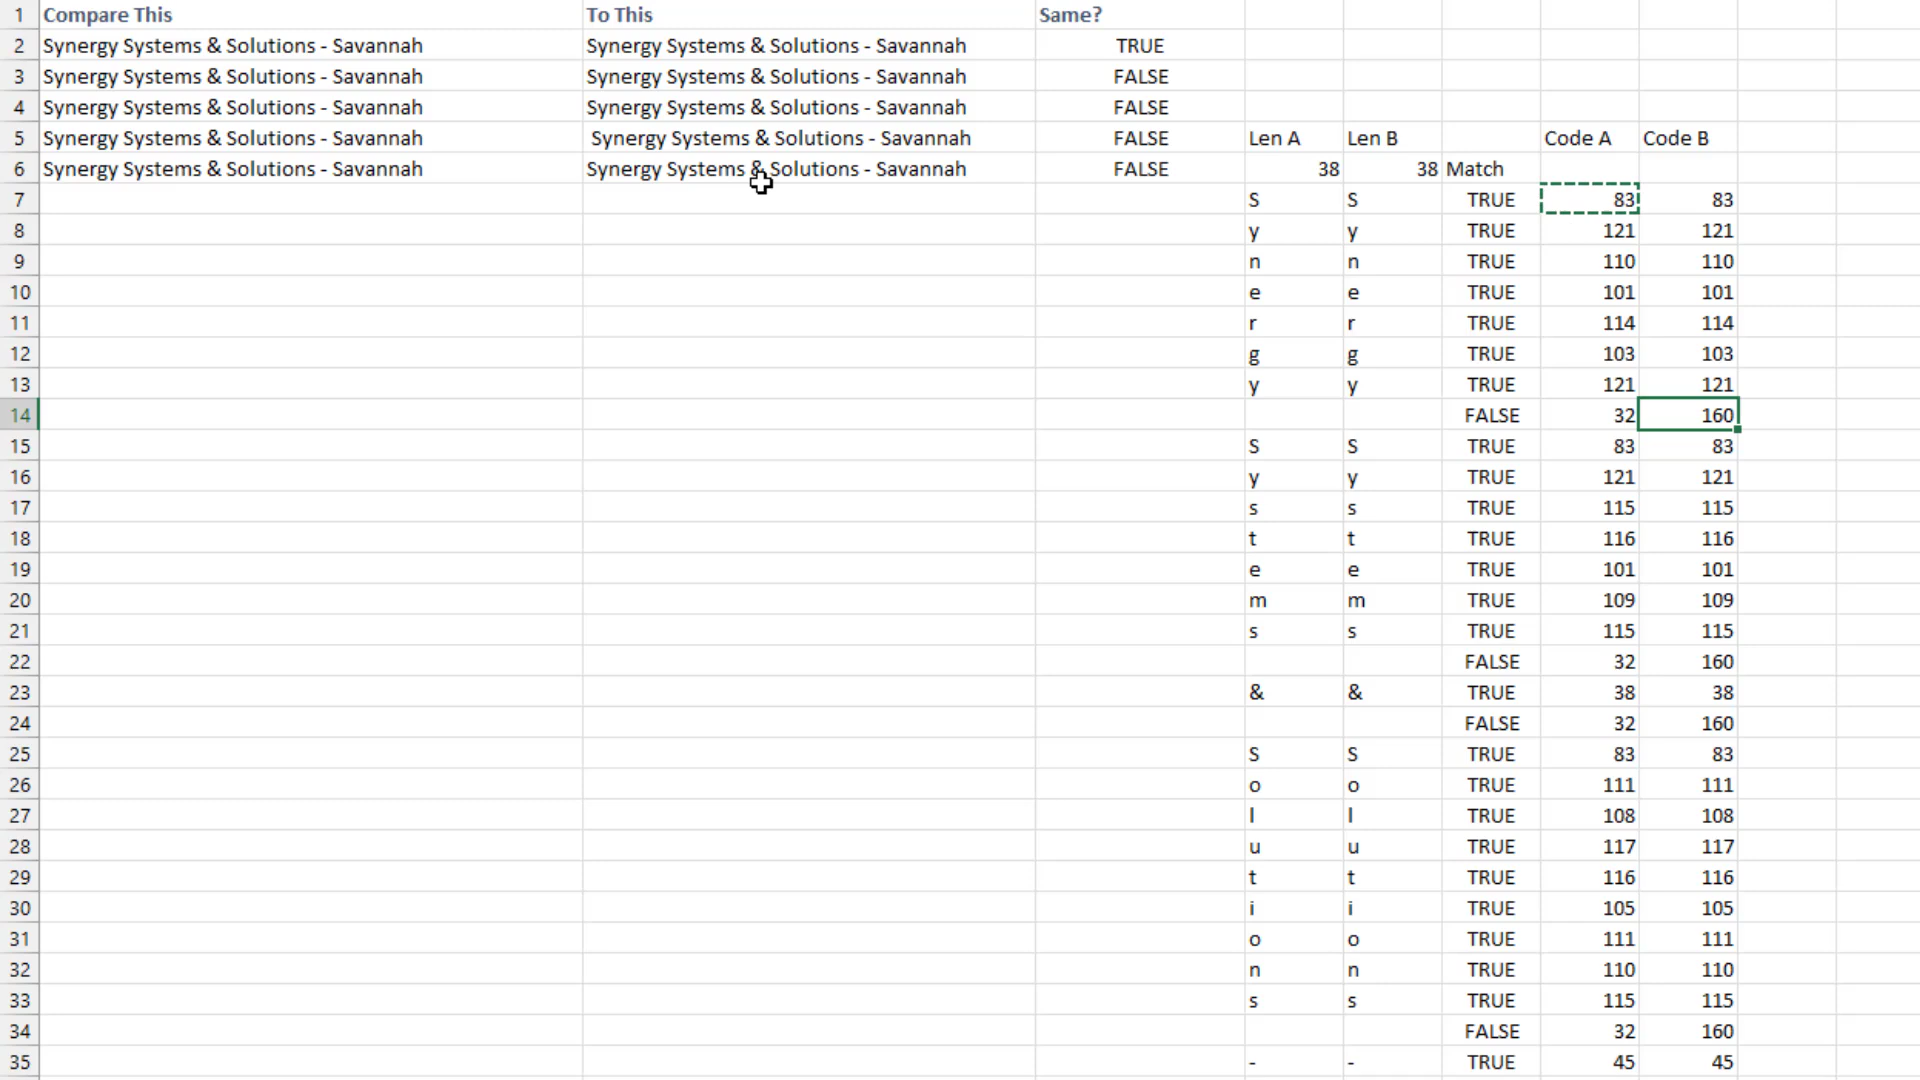 1 Compare This To This Same?
2 Synergy Systems & Solutions - Savannah Synergy Systems & Solutions - Savannah TRUE
3 Synergy Systems & Solutions - Savannah Synergy Systems & Solutions - Savannah FALSE
4 Synergy Systems & Solutions - Savannah Synergy Systems & Solutions - Savannah FALSE
5 Synergy Systems & Solutions - Savannah Synergy Systems & Solutions - Savannah FALSE Len A Len B Code A Code B
6 Synergy Systems & Solutions - Savannah Synergy Systems & Solutions - Savannah FALSE 38 38 Match
7 S S TRUE 83 83
8 y y TRUE 121 121
9 n n TRUE 110 110
10 e e TRUE 101 101
11 r r TRUE 114 114
12 g g TRUE 103 103
13 y y TRUE 121 121
14 FALSE 32 160
15 S S TRUE 83 83
16 y y TRUE 121 121
17 s s TRUE 115 115
18 t t TRUE 116 116
19 e e TRUE 101 101
20 m m TRUE 109 109
21 s s TRUE 115 115
22 FALSE 32 160
23 & & TRUE 38 38
24 FALSE 32 160
25 S S TRUE 83 83
26 o o TRUE 111 111
27 l l TRUE 108 108
28 u u TRUE 117 117
29 t t TRUE 116 116
30 i i TRUE 105 105
31 o o TRUE 111 111
32 n n TRUE 110 110
33 s s TRUE 115 115
34 FALSE 32 160
35 - - TRUE 45 45